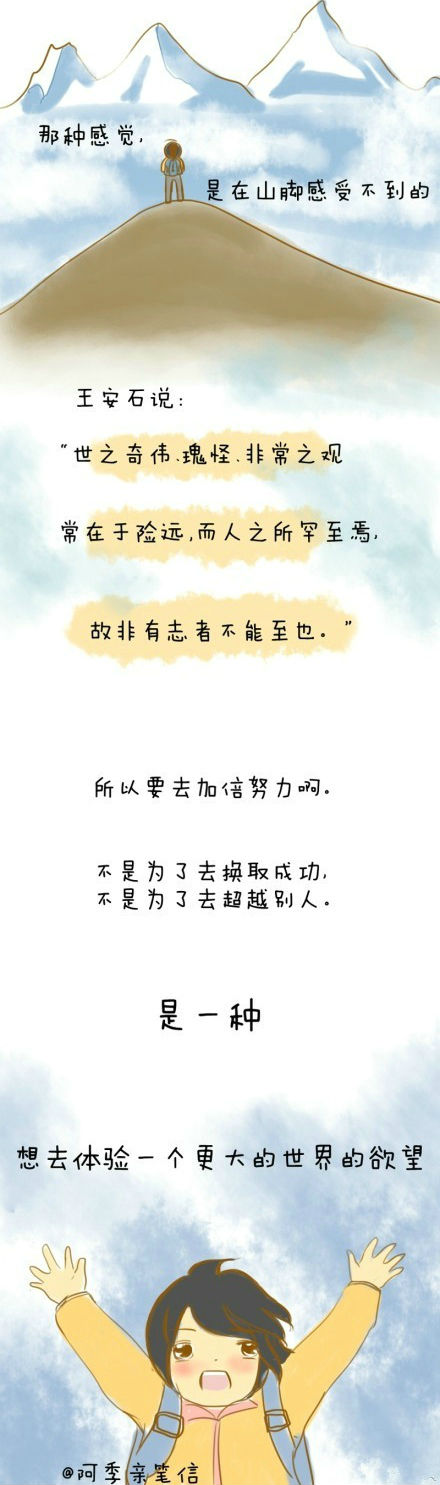 那种感觉，
是在山脚感受不到的
王安石说：
“世之奇伟、瑰怪、非常之观
常在于险远，而人之所罕至焉，
故非有志者不能至也。”
所以要去加倍努力啊。
不是为了去换取成功，
不是为了去超越别人。
是一种
想去体验一个更大的世界的欲望
@阿季亲笔信